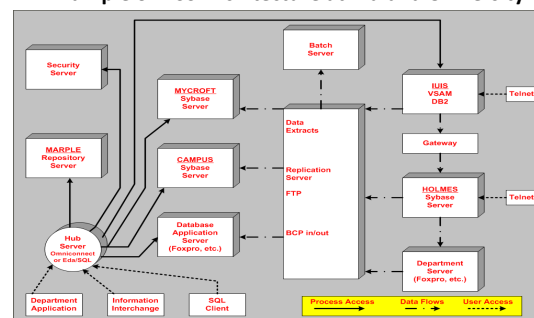 Security
Server
MARPLE
Repository
Server
Hub
Server
Omniconnect
or Eda/SQL
Department
Application
Information
Interchange
SQL
Client
MYCROFT
Sybase
Server
CAMPUS
Sybase
Server
Database
Application
Server
(Foxpro, etc.)
Batch
Server
Data
Extracts
Replication
Server
FTP
BCP in/out
IUIS
VSAM
DB2
Telnet
Gateway
HOLMES
Sybase
Server
Telnet
Department
Server
(Foxpro, etc.)
Process Access
Data Flows
User Access